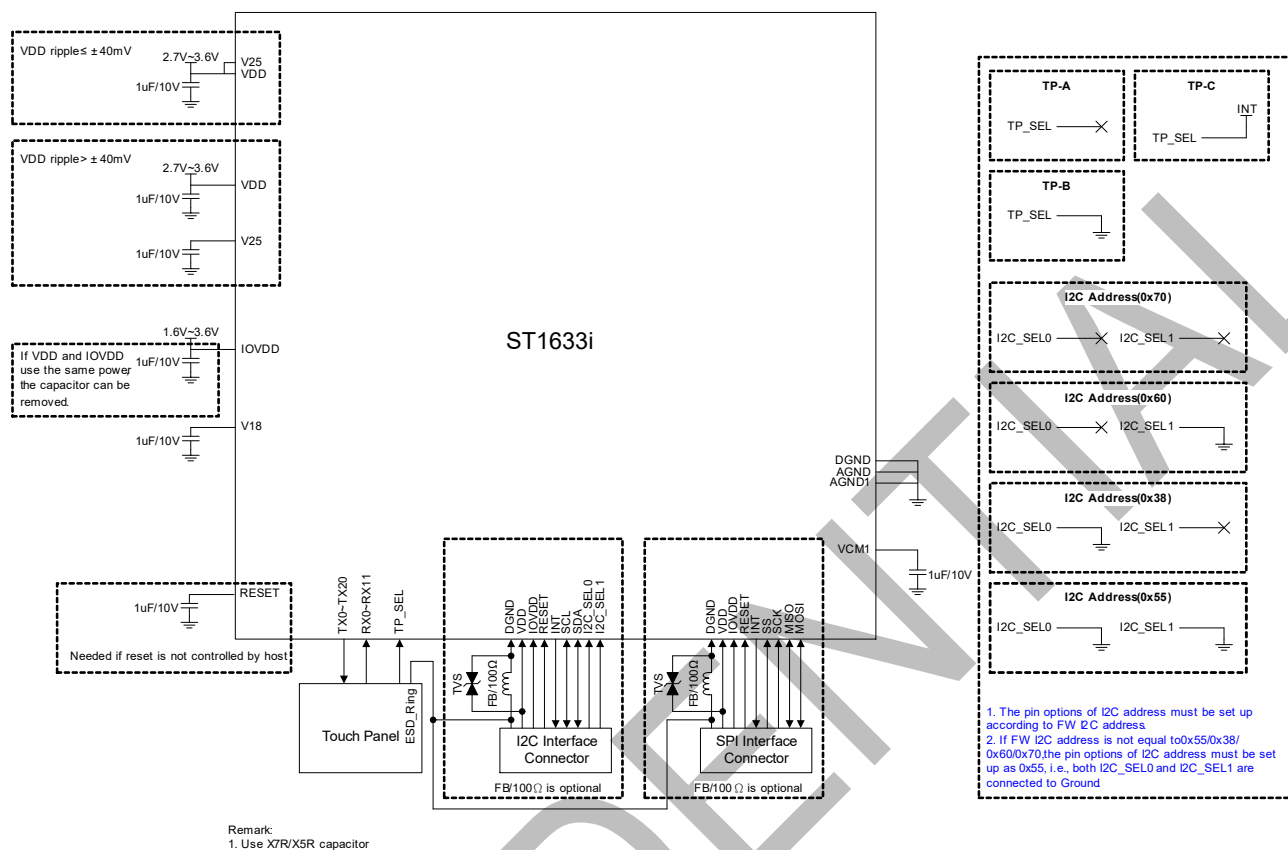 VDD ripple≤ ±40mV
2.7V~3.6V
V25
VDD
1uF/10V
VDD ripple> ±40mV
2.7V~3.6V
VDD
1uF/10V
V25
1uF/10V
1.6V~3.6V
IOVDD
If VDD and IOVDD
use the same power,
the capacitor can be
removed.
1uF/10V
V18
1uF/10V
RESET
1uF/10V
Needed if reset is not controlled by host
ST1633i
DGND
AGND
AGND1
VCM1
1uF/10V
TX0~TX20
RX0~RX11
TP_SEL
Touch Panel
ESD_Ring
DGND
VDD
IOVDD
RESET
INT
SCL
SDA
I2C_SEL0
I2C_SEL1
TVS
FB/100Ω
I2C Interface
Connector
FB/100Ω is optional
DGND
VDD
IOVDD
RESET
INT
SS
SCK
MISO
MOSI
TVS
FB/100Ω
SPI Interface
Connector
FB/100Ω is optional
Remark:
1. Use X7R/X5R capacitor
TP-A
TP_SEL
TP-C
INT
TP_SEL
TP-B
TP_SEL
I2C Address(0x70)
I2C_SEL0 I2C_SEL1
I2C Address(0x60)
I2C_SEL0 I2C_SEL1
I2C Address(0x38)
I2C_SEL0 I2C_SEL1
I2C Address(0x55)
I2C_SEL0 I2C_SEL1
1. The pin options of I2C address must be set up
according to FW I2C address.
2. If FW I2C address is not equal to0x55/0x38/
0x60/0x70,the pin options of I2C address must be set
up as 0x55, i.e., both I2C_SEL0 and I2C_SEL1 are
connected to Ground.